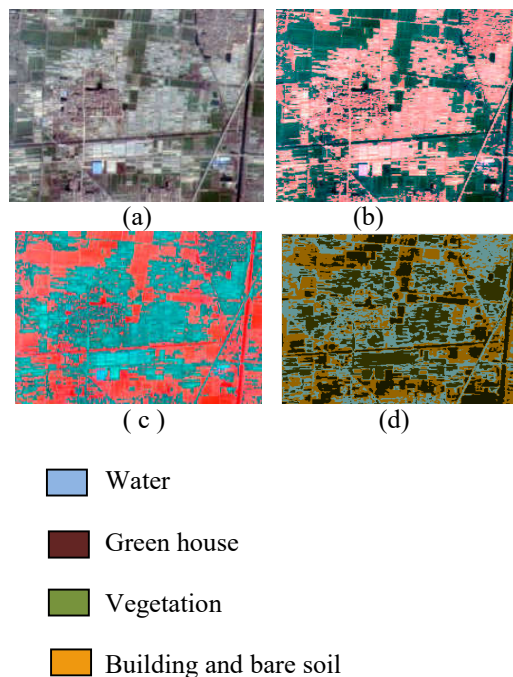 (a) (b)
( c ) (d)
Water
Green house
Vegetation
Building and bare soil